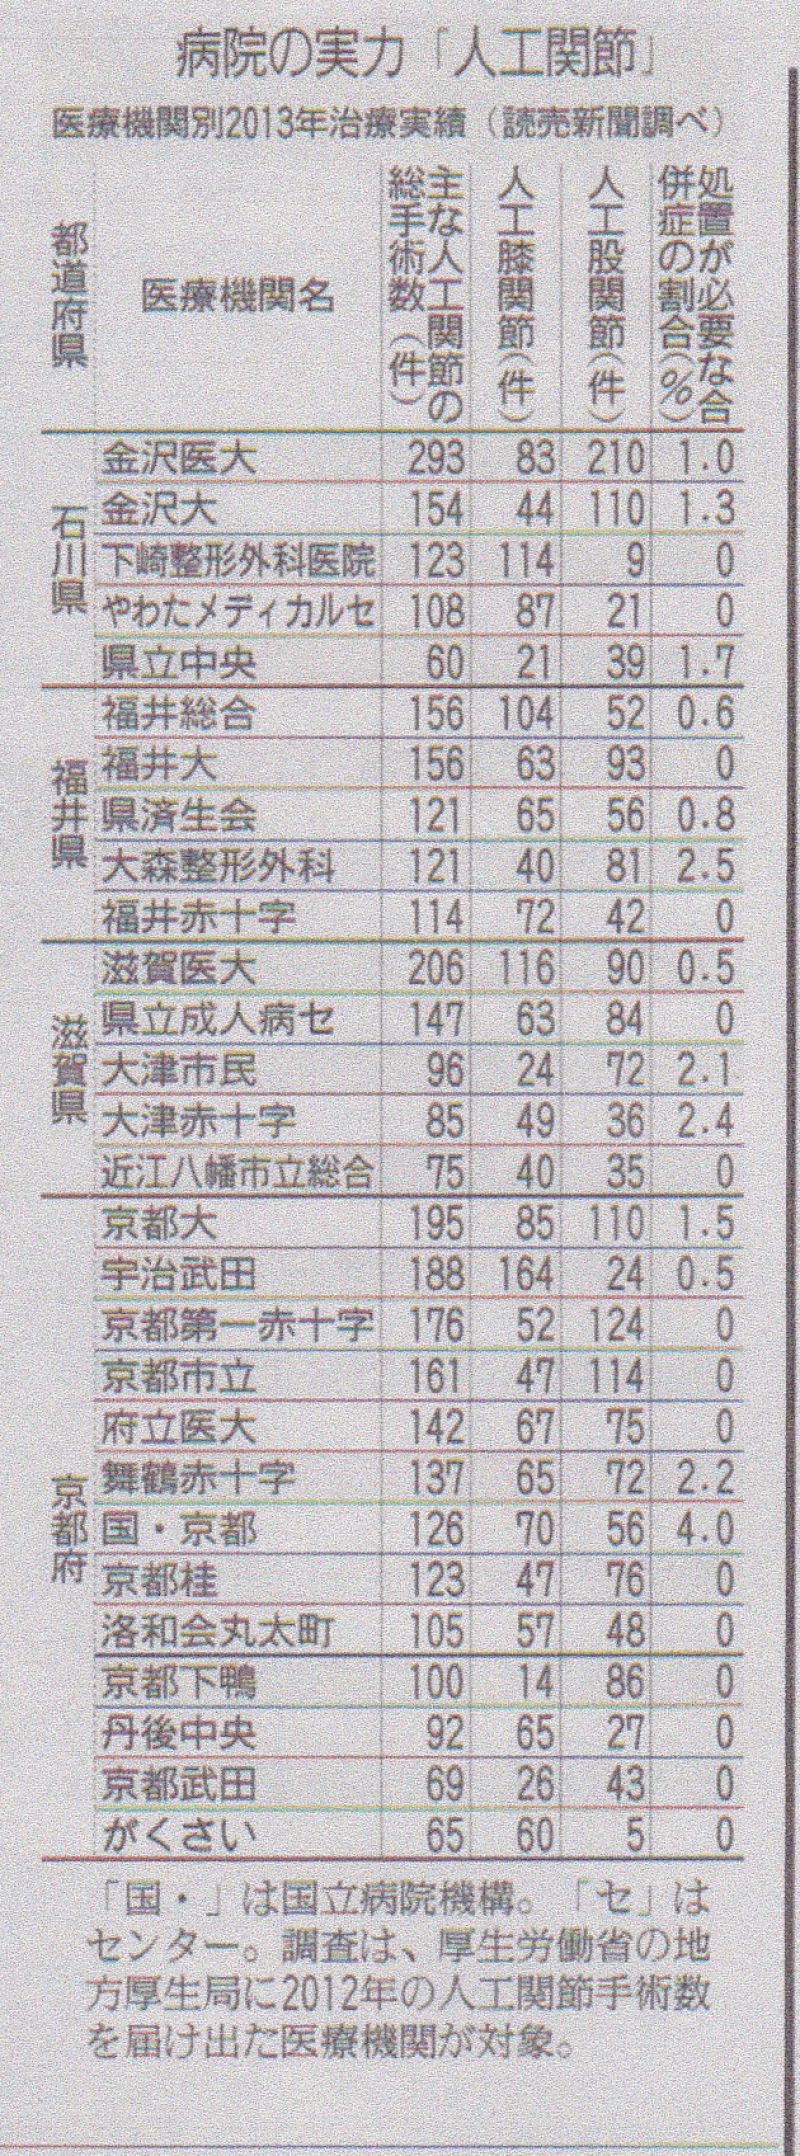 病院の実力「人工関節」
医療機関別2013年治療実績（読売新聞調べ）
都道府県 医療機関名 主な人工関節の総手術数（件） 人工膝関節（件） 人工股関節（件） 処置が必要な合併症の割合（%）
石川県
金沢医大 293 83 210 1.0
金沢大 154 44 110 1.3
下崎整形外科医院 123 114 9 0
やわたメディカルセ 108 87 21 0
県立中央 60 21 39 1.7
福井県
福井総合 156 104 52 0.6
福井大 156 63 93 0
県済生会 121 65 56 0.8
大森整形外科 121 40 81 2.5
福井赤十字 114 72 42 0
滋賀県
滋賀医大 206 116 90 0.5
県立成人病セ 147 63 84 0
大津市民 96 24 72 2.1
大津赤十字 85 49 36 2.4
近江八幡市立総合 75 40 35 0
京都府
京都大 195 85 110 1.5
宇治武田 188 164 24 0.5
京都第一赤十字 176 52 124 0
京都市立 161 47 114 0
府立医大 142 67 75 0
舞鶴赤十字 137 65 72 2.2
国・京都 126 70 56 4.0
京都桂 123 47 76 0
洛和会丸太町 105 57 48 0
京都下鴨 100 14 86 0
丹後中央 92 65 27 0
京都武田 69 26 43 0
がくさい 65 60 5 0
「国・」は国立病院機構。「セ」は
センター。調査は、厚生労働省の地
方厚生局に2012年の人工関節手術数
を届け出た医療機関が対象。